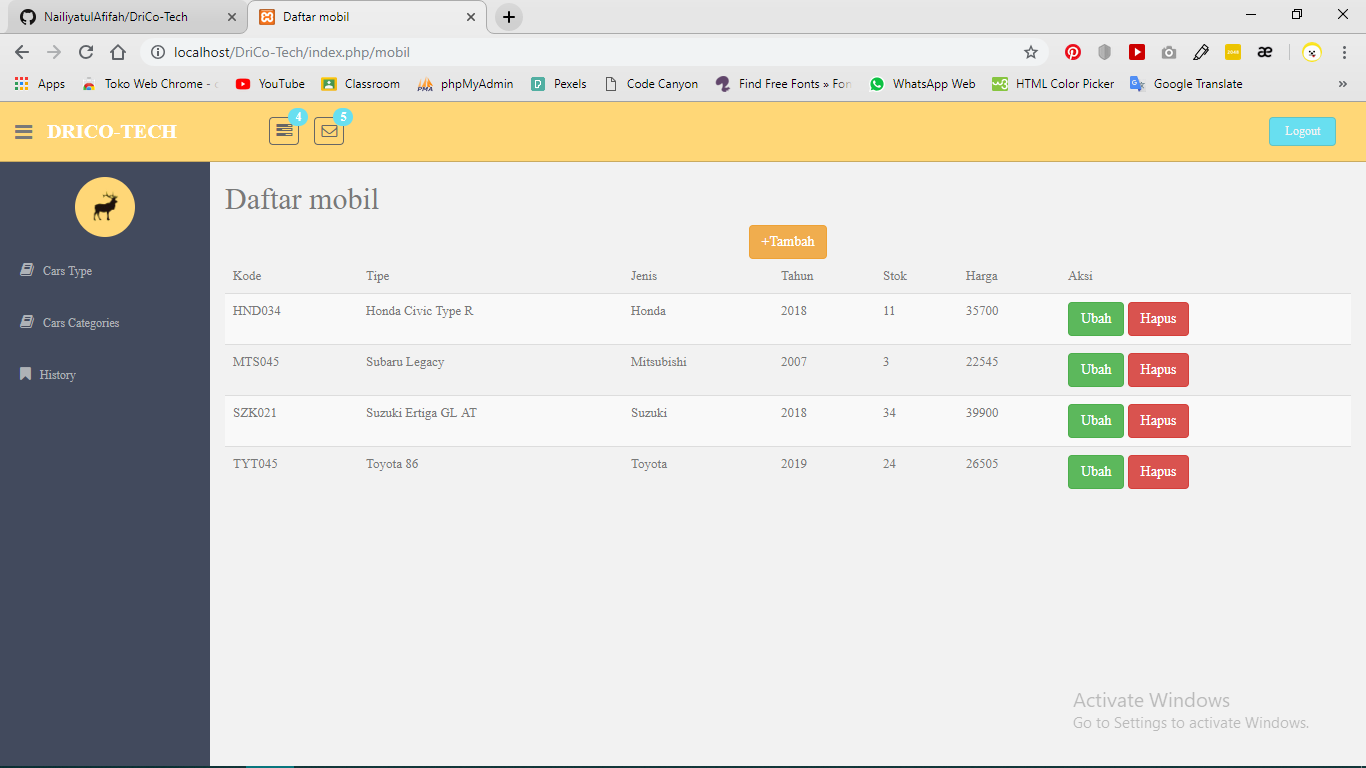 NailiyatulAfifah/DriCo-Tech
Daftar mobil
localhost/DriCo-Tech/index.php/mobil
Apps Toko Web Chrome - YouTube Classroom phpMyAdmin Pexels Code Canyon Find Free Fonts » Fon WhatsApp Web HTML Color Picker Google Translate »
DRICO-TECH 4 5 Logout
Daftar mobil
+Tambah
Cars Type
Cars Categories
History
Kode Tipe Jenis Tahun Stok Harga Aksi
HND034 Honda Civic Type R Honda 2018 11 35700 Ubah Hapus
MTS045 Subaru Legacy Mitsubishi 2007 3 22545 Ubah Hapus
SZK021 Suzuki Ertiga GL AT Suzuki 2018 34 39900 Ubah Hapus
TYT045 Toyota 86 Toyota 2019 24 26505 Ubah Hapus
Activate Windows
Go to Settings to activate Windows.